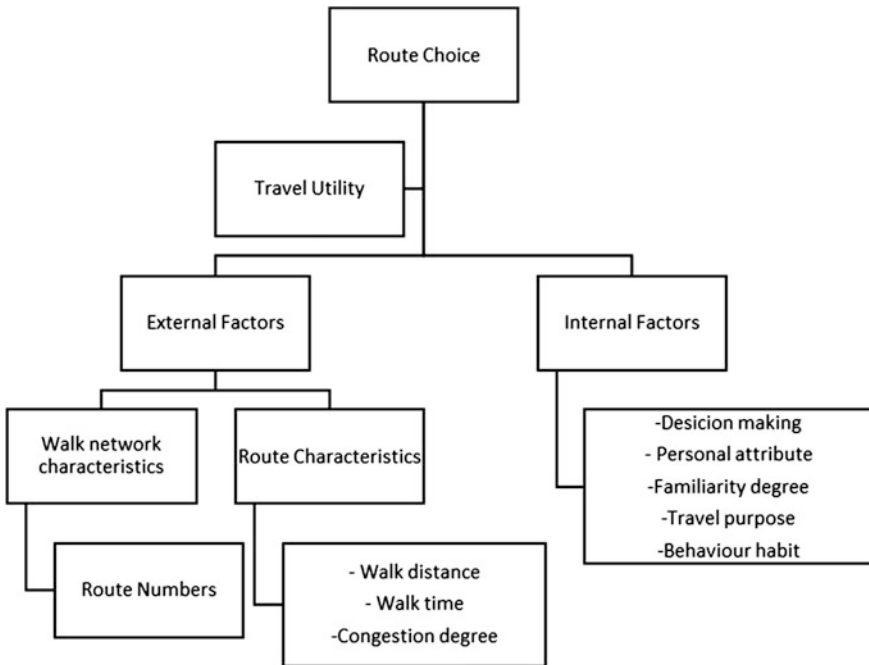 Route Choice
Travel Utility
External Factors
Internal Factors
Walk network
characteristics
Route Characteristics
-Desicion making
- Personal attribute
-Familiarity degree
-Travel purpose
-Behaviour habit
Route Numbers
- Walk distance
- Walk time
-Congestion degree